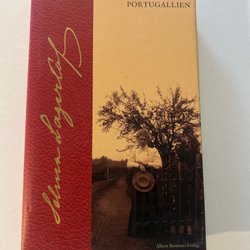 PORTUGALLIEN
Selma Lagerlöf
Albert Bonniers Förlag